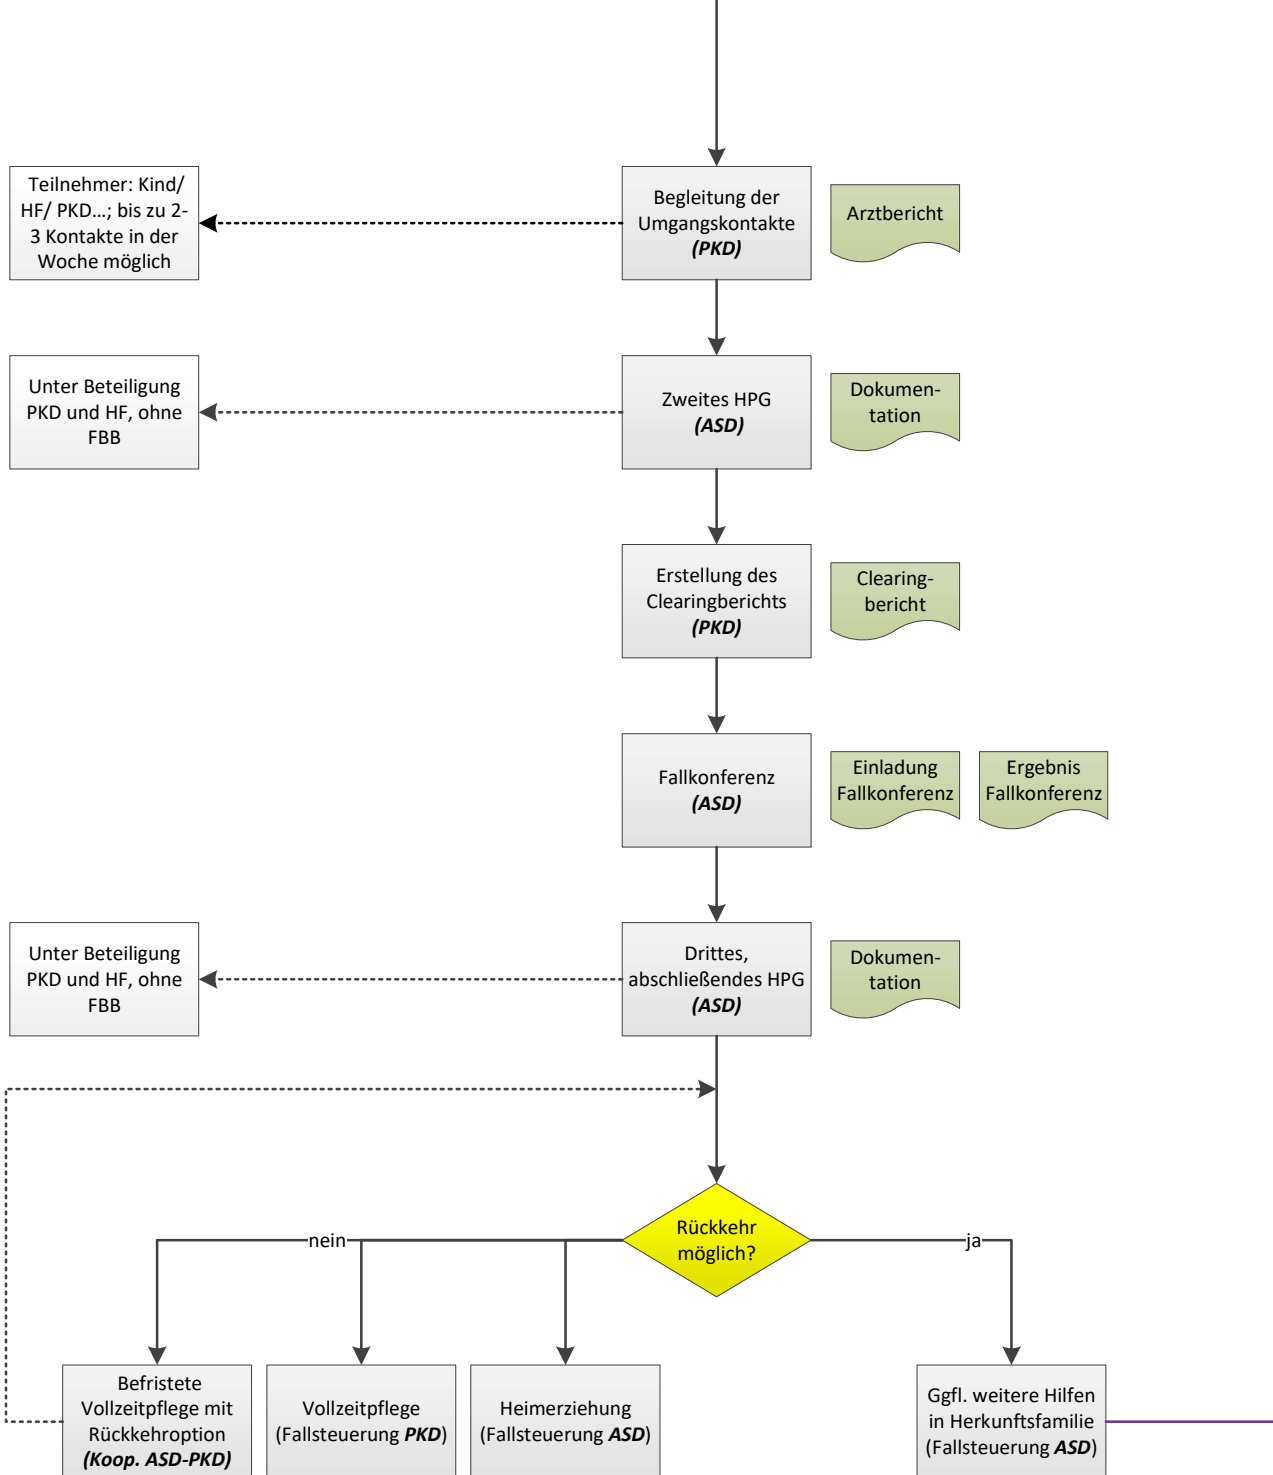 Teilnehmer: Kind/
HF/ PKD...; bis zu 2-
3 Kontakte in der
Woche möglich
Begleitung der
Umgangskontakte
(PKD)
Arztbericht
Unter Beteiligung
PKD und HF, ohne
FBB
Zweites HPG
(ASD)
Dokumen-
tation
Erstellung des
Clearingberichts
(PKD)
Clearing-
bericht
Fallkonferenz
(ASD)
Einladung
Fallkonferenz
Ergebnis
Fallkonferenz
Unter Beteiligung
PKD und HF, ohne
FBB
Drittes,
abschließendes HPG
(ASD)
Dokumen-
tation
Rückkehr
möglich?
nein
ja
Befristete
Vollzeitpflege mit
Rückkehroption
(Koop. ASD-PKD)
Vollzeitpflege
(Fallsteuerung PKD)
Heimerziehung
(Fallsteuerung ASD)
Ggfl. weitere Hilfen
in Herkunftsfamilie
(Fallsteuerung ASD)